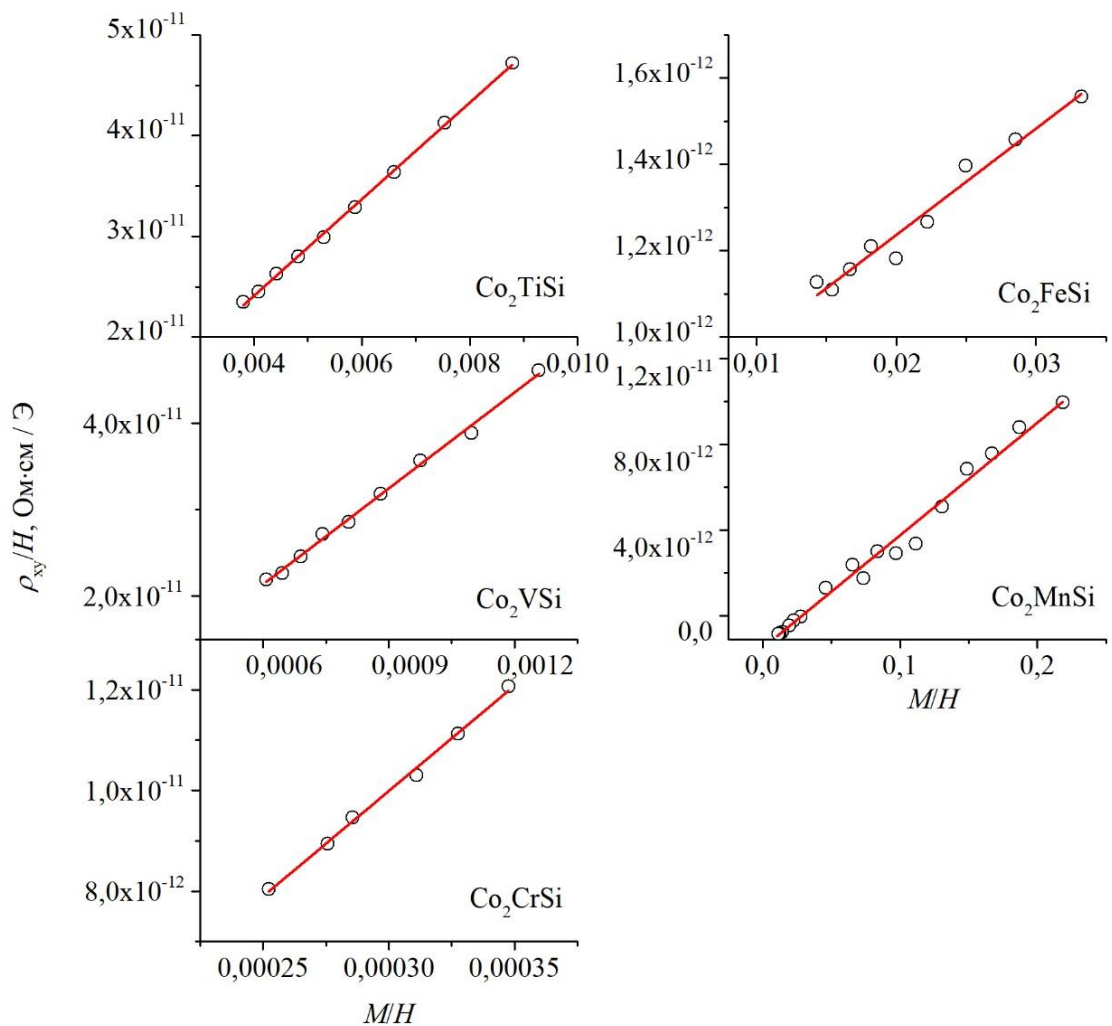 ρxy/H, Ом·см / Э
5x10⁻¹¹
4x10⁻¹¹
3x10⁻¹¹
2x10⁻¹¹
Co₂TiSi
0,004 0,006 0,008 0,010
4,0x10⁻¹¹
2,0x10⁻¹¹
Co₂VSi
0,0006 0,0009 0,0012
1,2x10⁻¹¹
1,0x10⁻¹¹
8,0x10⁻¹²
Co₂CrSi
0,00025 0,00030 0,00035
M/H
1,6x10⁻¹²
1,4x10⁻¹²
1,2x10⁻¹²
1,0x10⁻¹²
Co₂FeSi
0,01 0,02 0,03
1,2x10⁻¹¹
8,0x10⁻¹²
4,0x10⁻¹²
0,0
Co₂MnSi
0,0 0,1 0,2
M/H